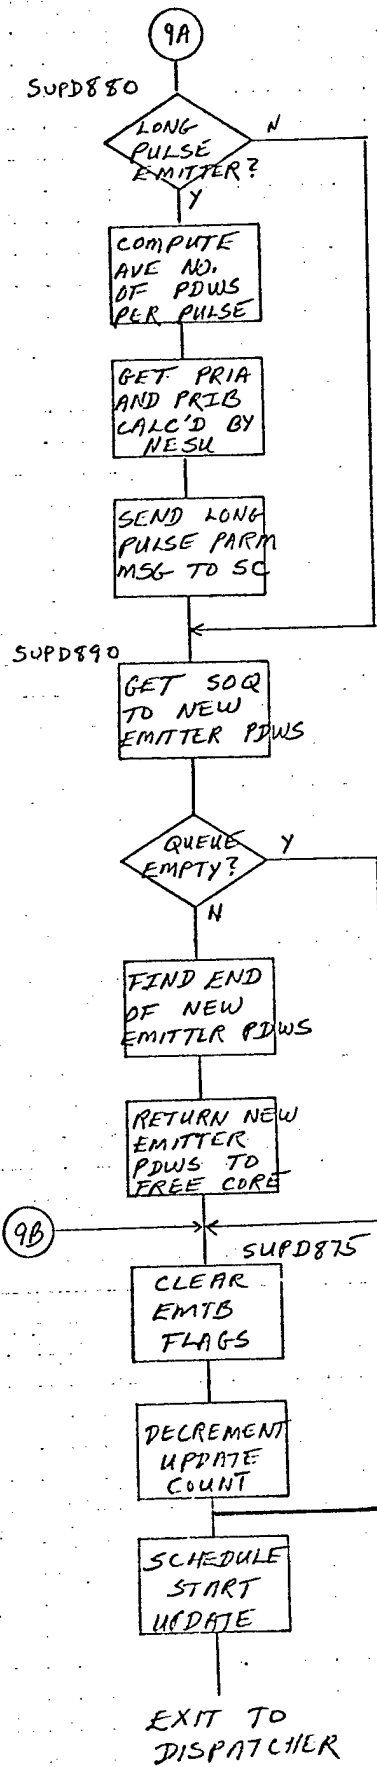 9A
SUPD880
LONG
PULSE
EMITTER?
N
Y
COMPUTE
AVE NO.
OF PDWS
PER PULSE
GET PRIA
AND PRIB
CALC'D BY
NESU
SEND LONG
PULSE PARM
MSG TO SC
SUPD890
GET SOQ
TO NEW
EMITTER PDWS
QUEUE
EMPTY?
Y
N
FIND END
OF NEW
EMITTER PDWS
RETURN NEW
EMITTER
PDWS TO
FREE CORE
9B
SUPD875
CLEAR
EMTB
FLAGS
DECREMENT
UPDATE
COUNT
SCHEDULE
START
UPDATE
EXIT TO
DISPATCHER